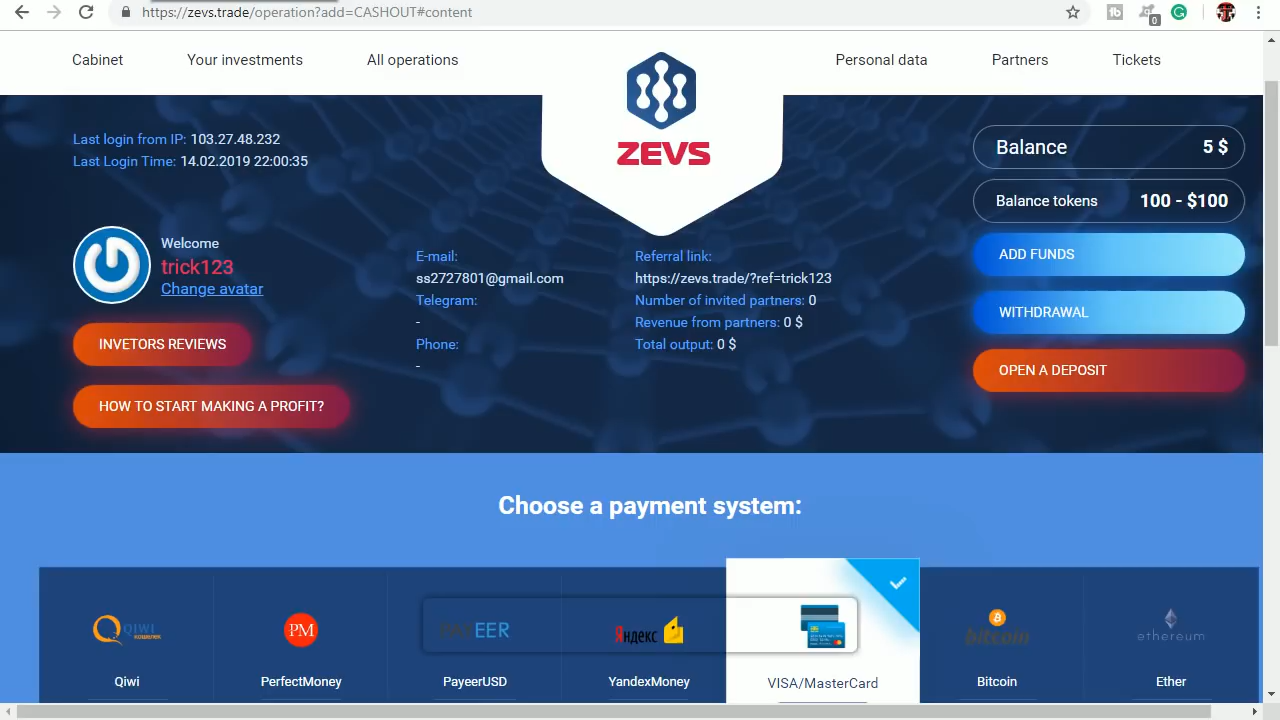 https://zevs.trade/operation?add=CASHOUT#content
0
Cabinet
Your investments
All operations
ZEVS
Personal data
Partners
Tickets
Last login from IP: 103.27.48.232
Last Login Time: 14.02.2019 22:00:35
Welcome
trick123
Change avatar
INVETORS REVIEWS
HOW TO START MAKING A PROFIT?
E-mail:
ss2727801@gmail.com
Telegram:
-
Phone:
-
Referral link:
https://zevs.trade/?ref=trick123
Number of invited partners: 0
Revenue from partners: 0 $
Total output: 0 $
Balance 5 $
Balance tokens 100 - $100
ADD FUNDS
WITHDRAWAL
OPEN A DEPOSIT
Choose a payment system:
QIWI
КОШЕЛЕК
PM
PAYEER
Яндекс
bitcoin
ethereum
Qiwi
PerfectMoney
PayeerUSD
YandexMoney
VISA/MasterCard
Bitcoin
Ether